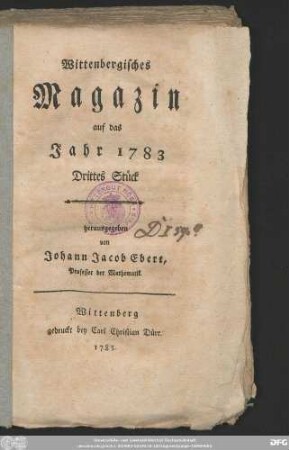 Wittenbergisches
Magazin
auf das
Jahr 1783
Drittes Stück
herausgegeben
von
Johann Jacob Ebert,
Professor der Mathematik.
Wittenberg
gedruckt bey Carl Christian Dürr.
1783.
DFG